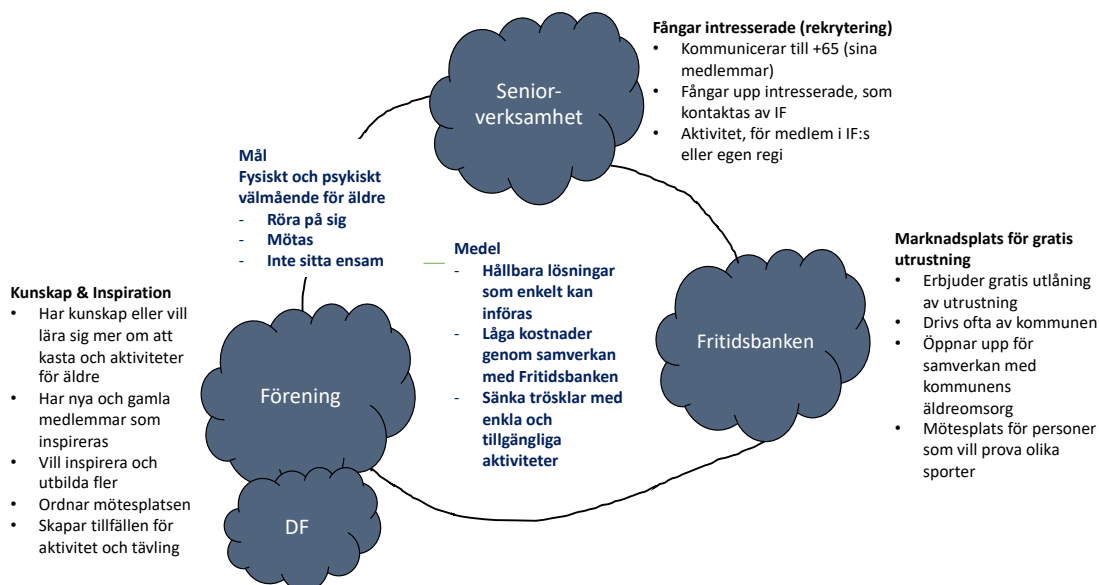 Fångar intresserade (rekrytering)
• Kommunicerar till +65 (sina
medlemmar)
• Fångar upp intresserade, som
kontaktas av IF
• Aktivitet, för medlem i IF:s
eller egen regi
Senior-
verksamhet
Mål
Fysiskt och psykiskt
välmående för äldre
- Röra på sig
- Mötas
- Inte sitta ensam
Medel
- Hållbara lösningar
som enkelt kan
införas
- Låga kostnader
genom samverkan
med Fritidsbanken
- Sänka trösklar med
enkla och
tillgängliga
aktiviteter
Marknadsplats för gratis
utrustning
• Erbjuder gratis utlåning
av utrustning
• Drivs ofta av kommunen
• Öppnar upp för
samverkan med
kommunens
äldreomsorg
• Mötesplats för personer
som vill prova olika
sporter
Fritidsbanken
Kunskap & Inspiration
• Har kunskap eller vill
lära sig mer om att
kasta och aktiviteter
för äldre
• Har nya och gamla
medlemmar som
inspireras
• Vill inspirera och
utbilda fler
• Ordnar mötesplatsen
• Skapar tillfällen för
aktivitet och tävling
Förening
DF